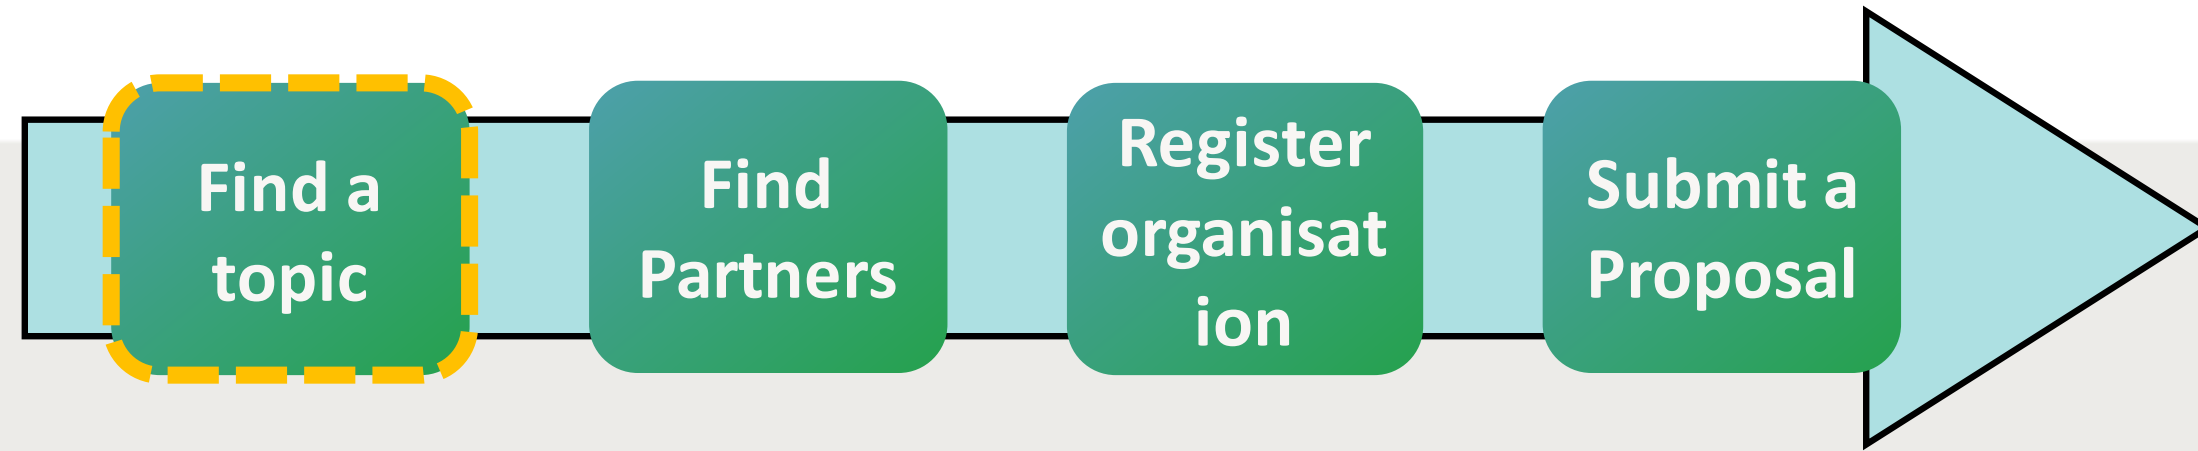 Find a
topic
Find
Partners
Register
organisat
ion
Submit a
Proposal